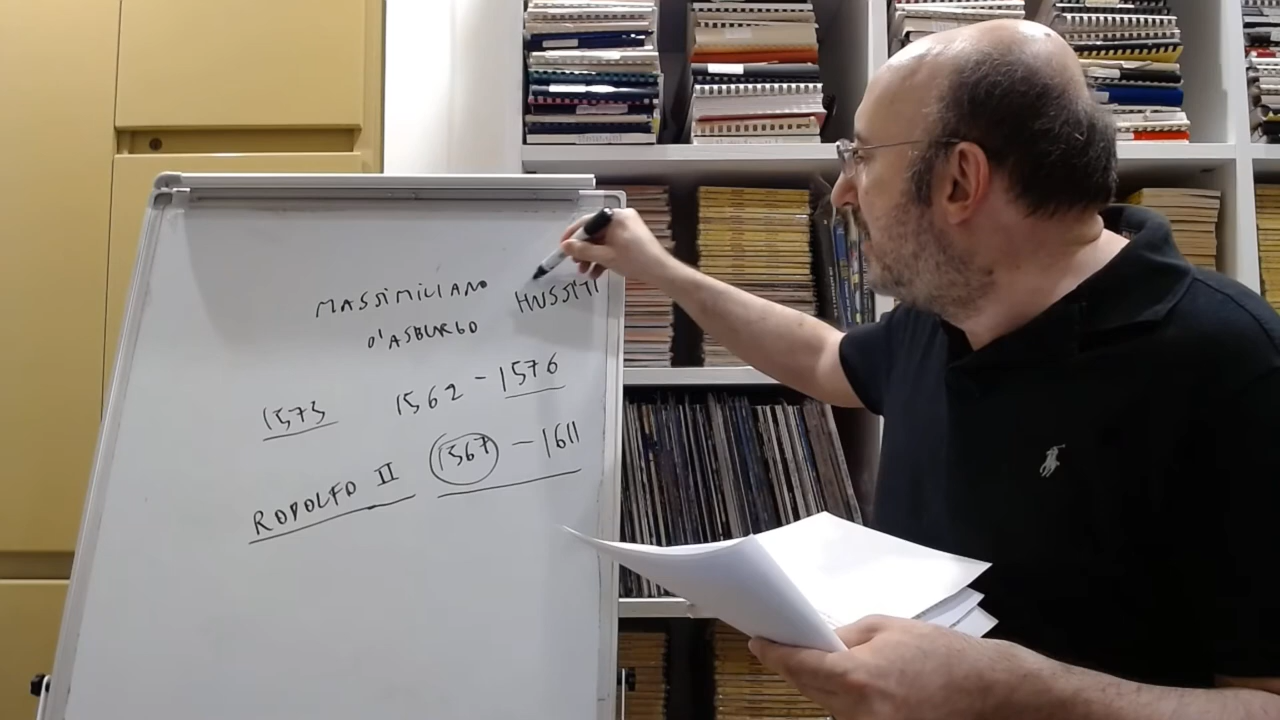 MASSIMILIANO HUSSITI
D'ASBURGO
1573 1562 - 1576
RODOLFO II 1567 - 1611